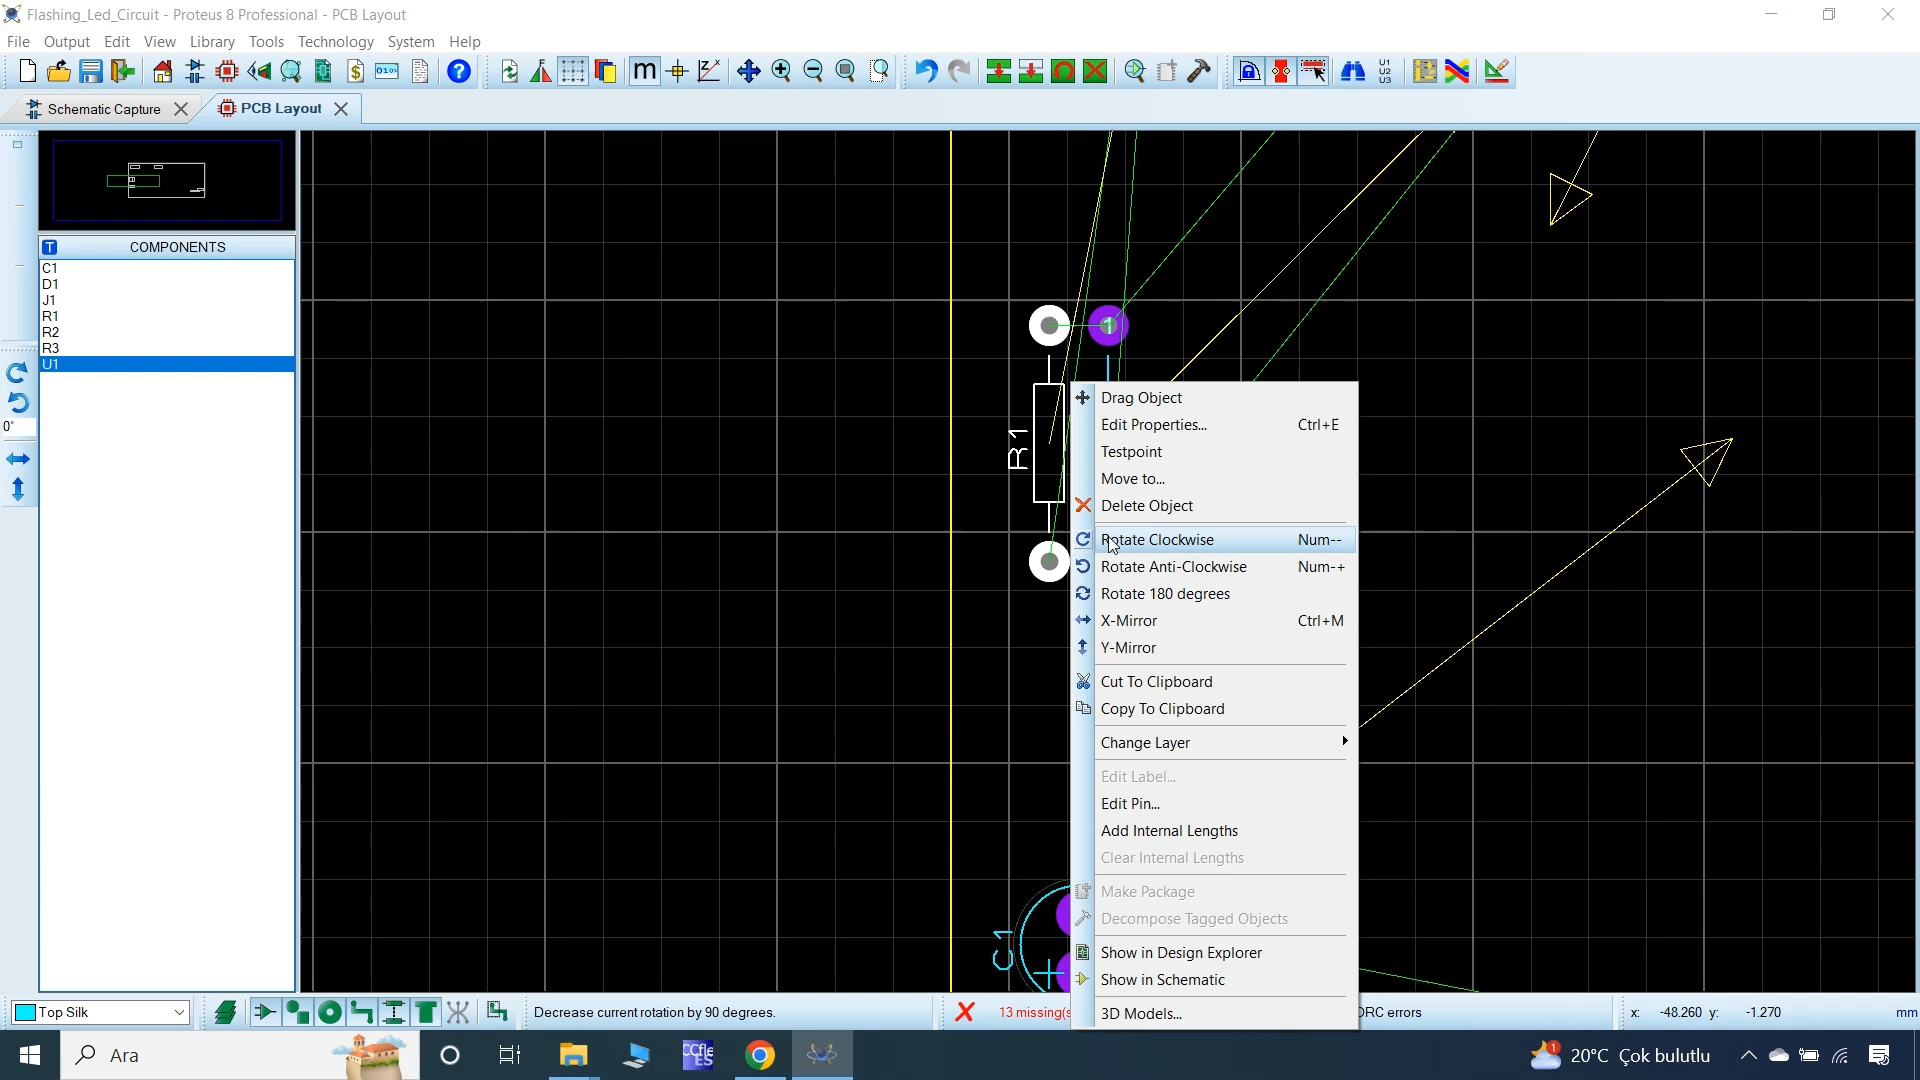 Flashing_Led_Circuit - Proteus 8 Professional - PCB Layout
File Output Edit View Library Tools Technology System Help
Schematic Capture PCB Layout
T COMPONENTS
C1
D1
J1
R1
R2
R3
U1
0°
1
R1
C1
Drag Object
Edit Properties... Ctrl+E
Testpoint
Move to...
Delete Object
Rotate Clockwise Num--
Rotate Anti-Clockwise Num-+
Rotate 180 degrees
X-Mirror Ctrl+M
Y-Mirror
Cut To Clipboard
Copy To Clipboard
Change Layer
Edit Label...
Edit Pin...
Add Internal Lengths
Clear Internal Lengths
Make Package
Decompose Tagged Objects
Show in Design Explorer
Show in Schematic
3D Models...
Top Silk
Decrease current rotation by 90 degrees.
13 missing(s
DRC errors
x: -48.260 y: -1.270 mm
Ara
20°C Çok bulutlu